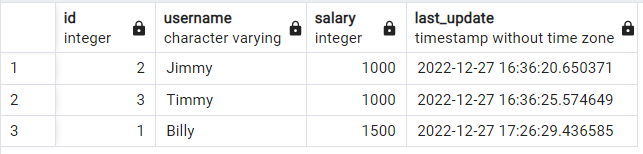 id username salary last_update
integer character varying integer timestamp without time zone
1 2 Jimmy 1000 2022-12-27 16:36:20.650371
2 3 Timmy 1000 2022-12-27 16:36:25.574649
3 1 Billy 1500 2022-12-27 17:26:29.436585